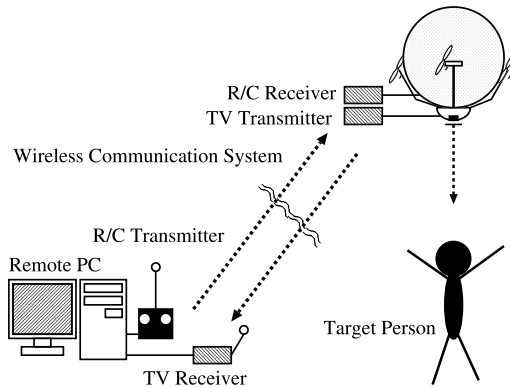 R/C Receiver
TV Transmitter
Wireless Communication System
R/C Transmitter
Remote PC
Target Person
TV Receiver